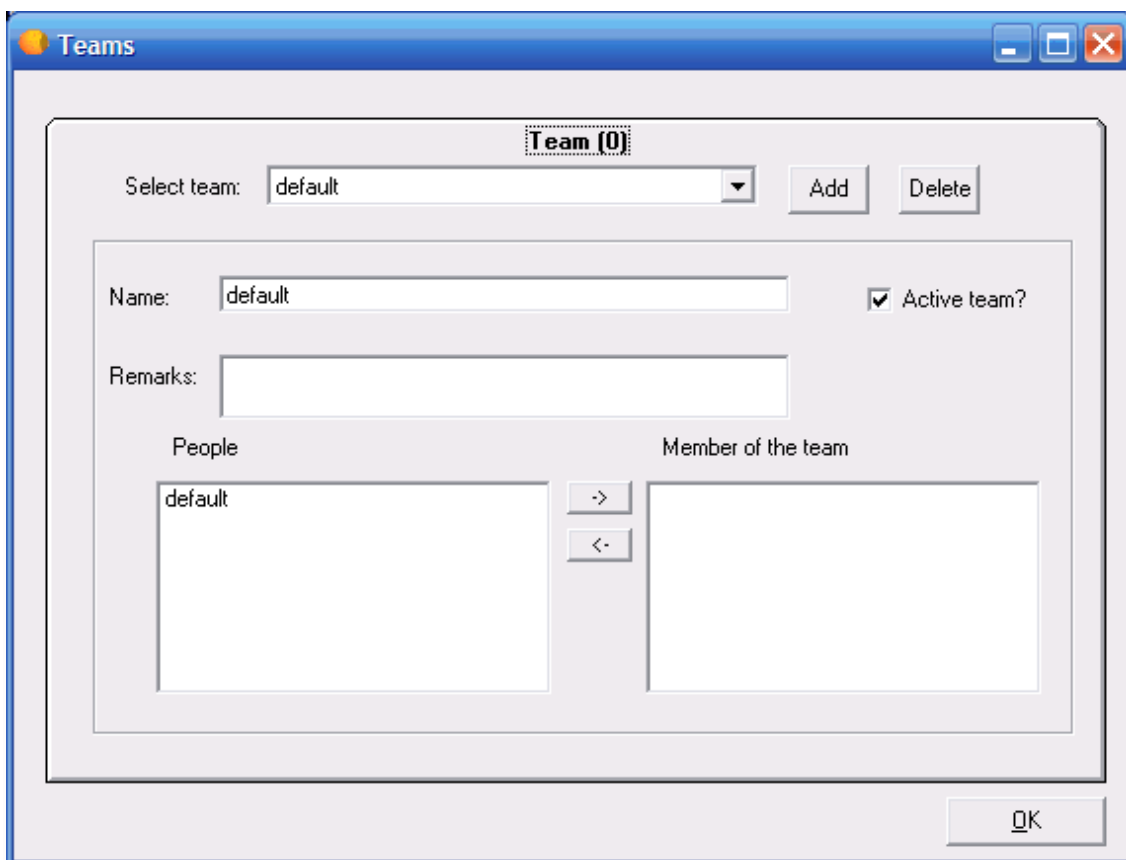 Teams
Team (0)
Select team: default Add Delete
Name: default Active team?
Remarks:
People Member of the team
default ->
<-
OK